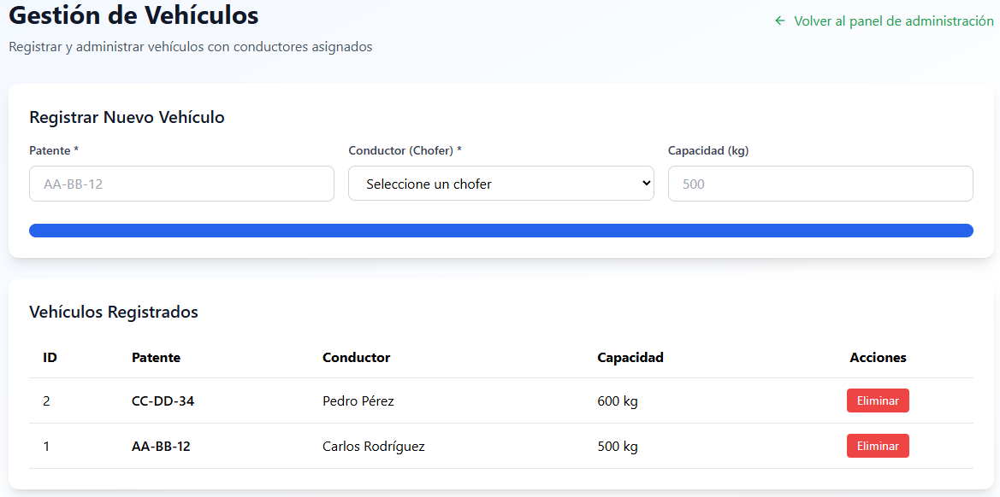 Gestión de Vehículos
← Volver al panel de administración
Registrar y administrar vehículos con conductores asignados
Registrar Nuevo Vehículo
Patente * Conductor (Chofer) * Capacidad (kg)
AA-BB-12 Seleccione un chofer 500
Vehículos Registrados
ID Patente Conductor Capacidad Acciones
2 CC-DD-34 Pedro Pérez 600 kg Eliminar
1 AA-BB-12 Carlos Rodríguez 500 kg Eliminar